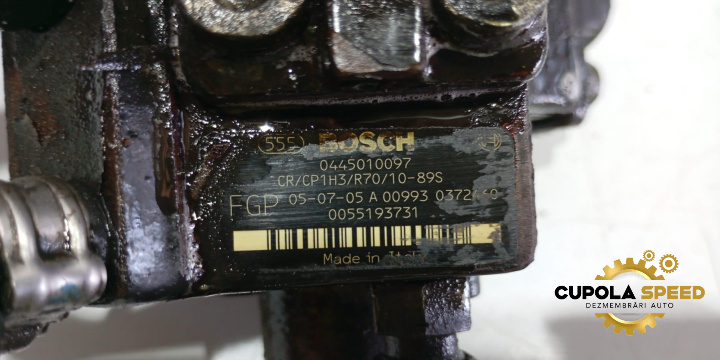 555 BOSCH
0445010097
CR/CP1H3/R70/10-89S
FGP 05-07-05 A 00993
0055193731
Made in
CUPOLA SPEED
DEZMEMBRĂRI AUTO